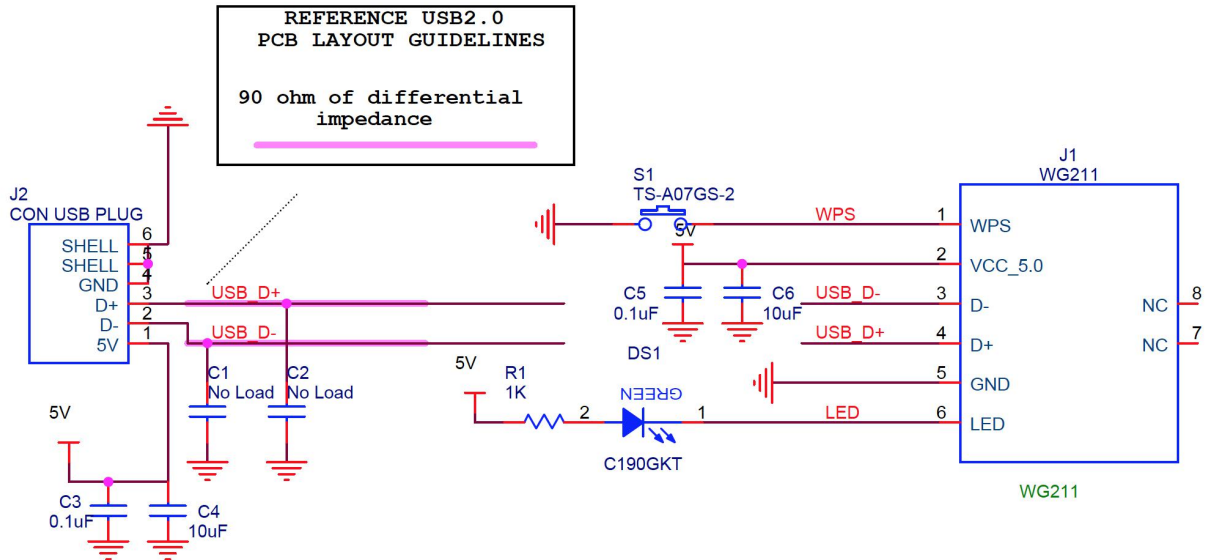 REFERENCE USB2.0
PCB LAYOUT GUIDELINES
90 ohm of differential
impedance
J2
CON USB PLUG
SHELL 6
SHELL 5
GND 4
D+ 3
D- 2
5V 1
USB_D+
USB_D-
C1
No Load
C2
No Load
5V
C3
0.1uF
C4
10uF
S1
TS-A07GS-2
WPS
5V
C5
0.1uF
C6
10uF
USB_D-
USB_D+
DS1
5V
R1
1K
GREEN
2
1
LED
C190GKT
J1
WG211
1 WPS
2 VCC_5.0
3 D-
4 D+
5 GND
6 LED
NC 8
NC 7
WG211